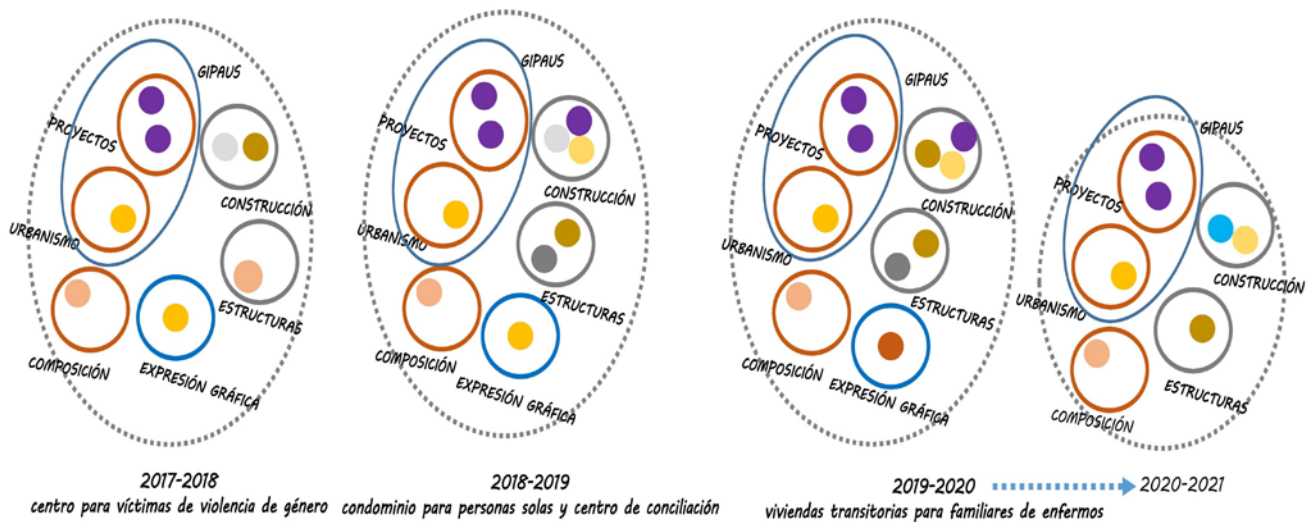 GIPAUS
PROYECTOS
CONSTRUCCIÓN
URBANISMO
ESTRUCTURAS
COMPOSICIÓN
EXPRESIÓN GRÁFICA
2017-2018
centro para víctimas de violencia de género
GIPAUS
PROYECTOS
CONSTRUCCIÓN
URBANISMO
ESTRUCTURAS
COMPOSICIÓN
EXPRESIÓN GRÁFICA
2018-2019
condominio para personas solas y centro de conciliación
GIPAUS
PROYECTOS
CONSTRUCCIÓN
URBANISMO
ESTRUCTURAS
COMPOSICIÓN
EXPRESIÓN GRÁFICA
2019-2020
GIPAUS
PROYECTOS
CONSTRUCCIÓN
URBANISMO
ESTRUCTURAS
COMPOSICIÓN
2020-2021
viviendas transitorias para familiares de enfermos